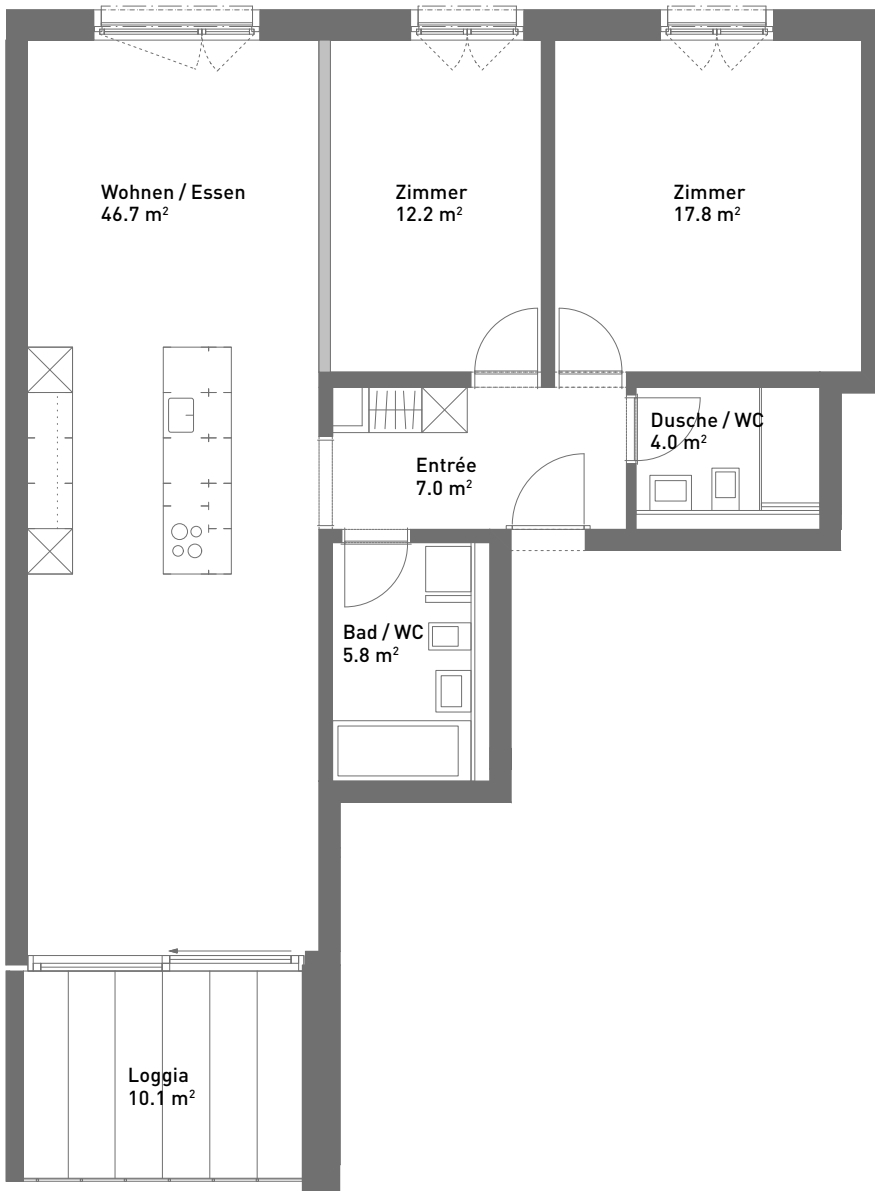 Wohnen / Essen
46.7 m²
Zimmer
12.2 m²
Zimmer
17.8 m²
Dusche / WC
4.0 m²
Entrée
7.0 m²
Bad / WC
5.8 m²
Loggia
10.1 m²